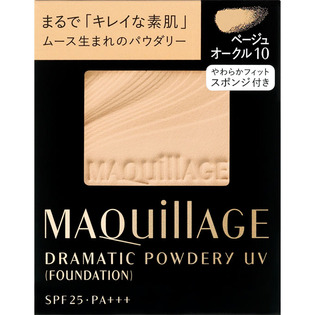 まるで「キレイな素肌」
ムース生まれのパウダリー
ベージュ
オークル10
やわらかフィット
スポンジ付き
MAQuillAGE
MAQuillAGE
DRAMATIC POWDERY UV
(FOUNDATION)
SPF25・PA+++